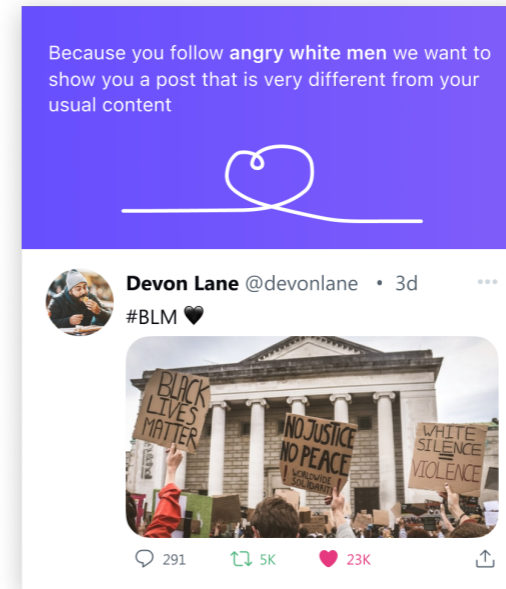 Because you follow angry white men we want to
show you a post that is very different from your
usual content
Devon Lane @devonlane • 3d
#BLM 🖤
BLACK
LIVES
MATTER
NO JUSTICE
NO PEACE
! WORLDWIDE
SOLIDARITY
WHITE
SILENCE
=
VIOLENCE
291 5K 23K